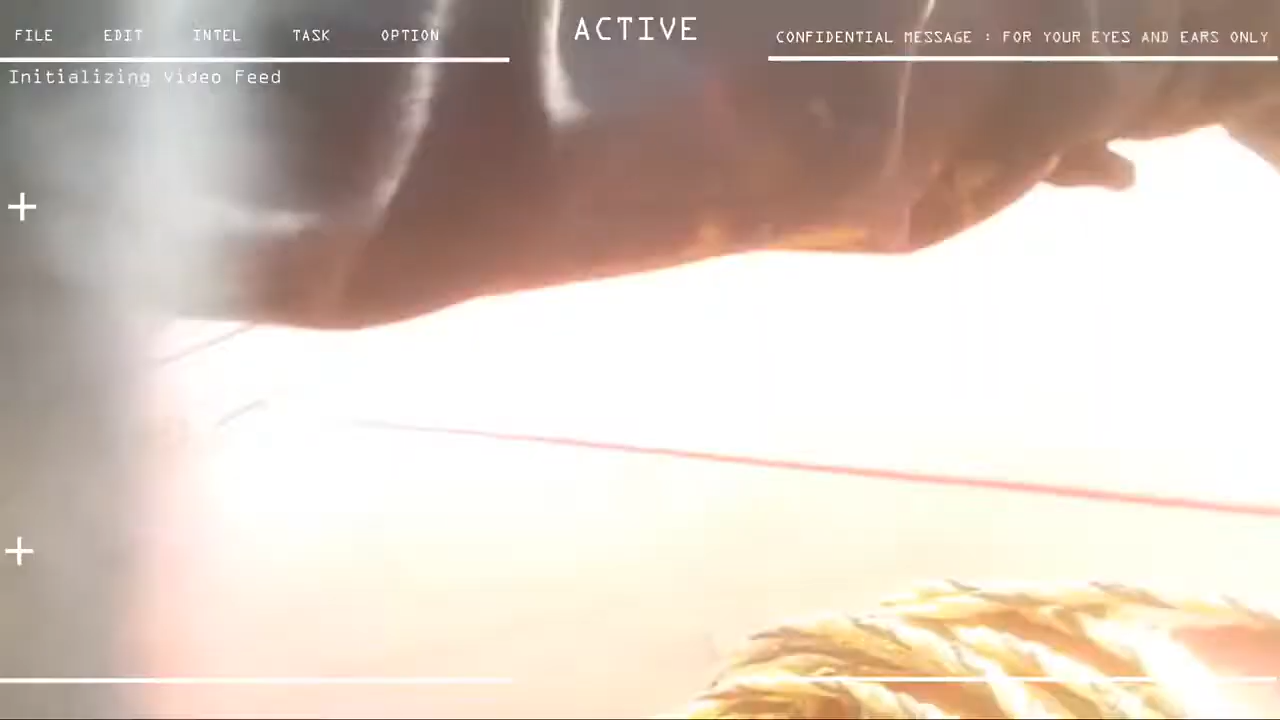 FILE EDIT INTEL TASK OPTION
ACTIVE
CONFIDENTIAL MESSAGE : FOR YOUR EYES AND EARS ONLY
Initializing Video Feed